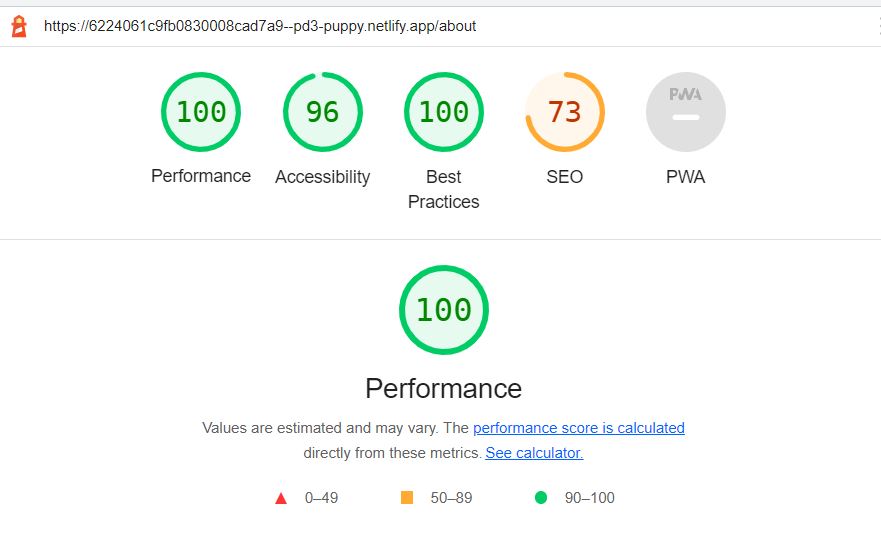 https://6224061c9fb0830008cad7a9--pd3-puppy.netlify.app/about
100 96 100 73 PWA
Performance Accessibility Best Practices SEO PWA
100
Performance
Values are estimated and may vary. The performance score is calculated
directly from these metrics. See calculator.
0–49 50–89 90–100